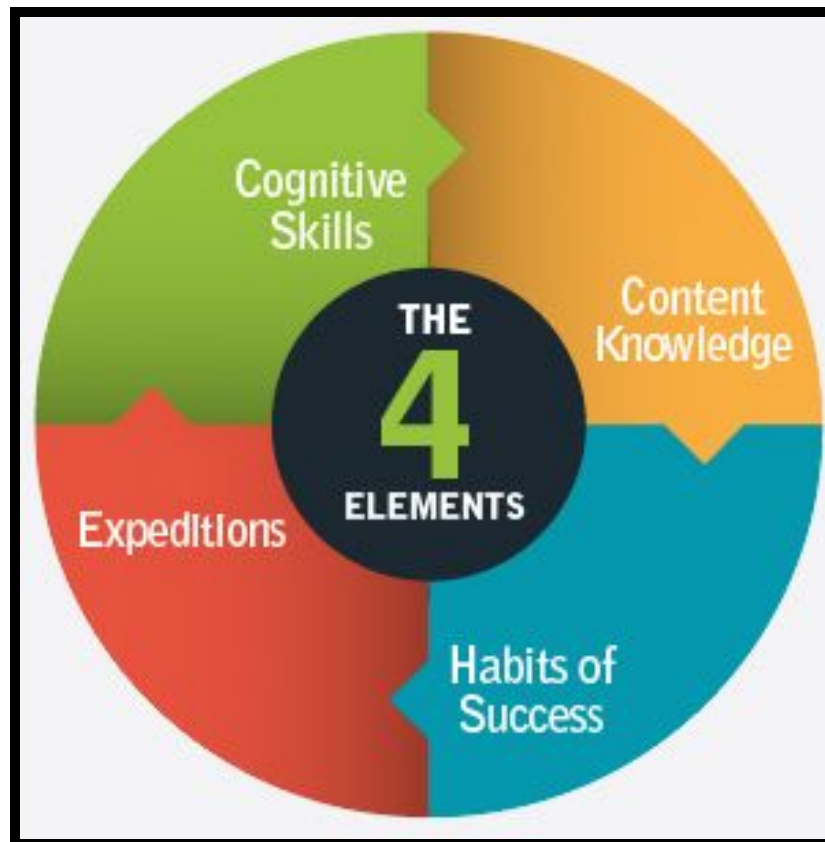 Cognitive
Skills
Content
Knowledge
THE
4
ELEMENTS
Expeditions
Habits of
Success